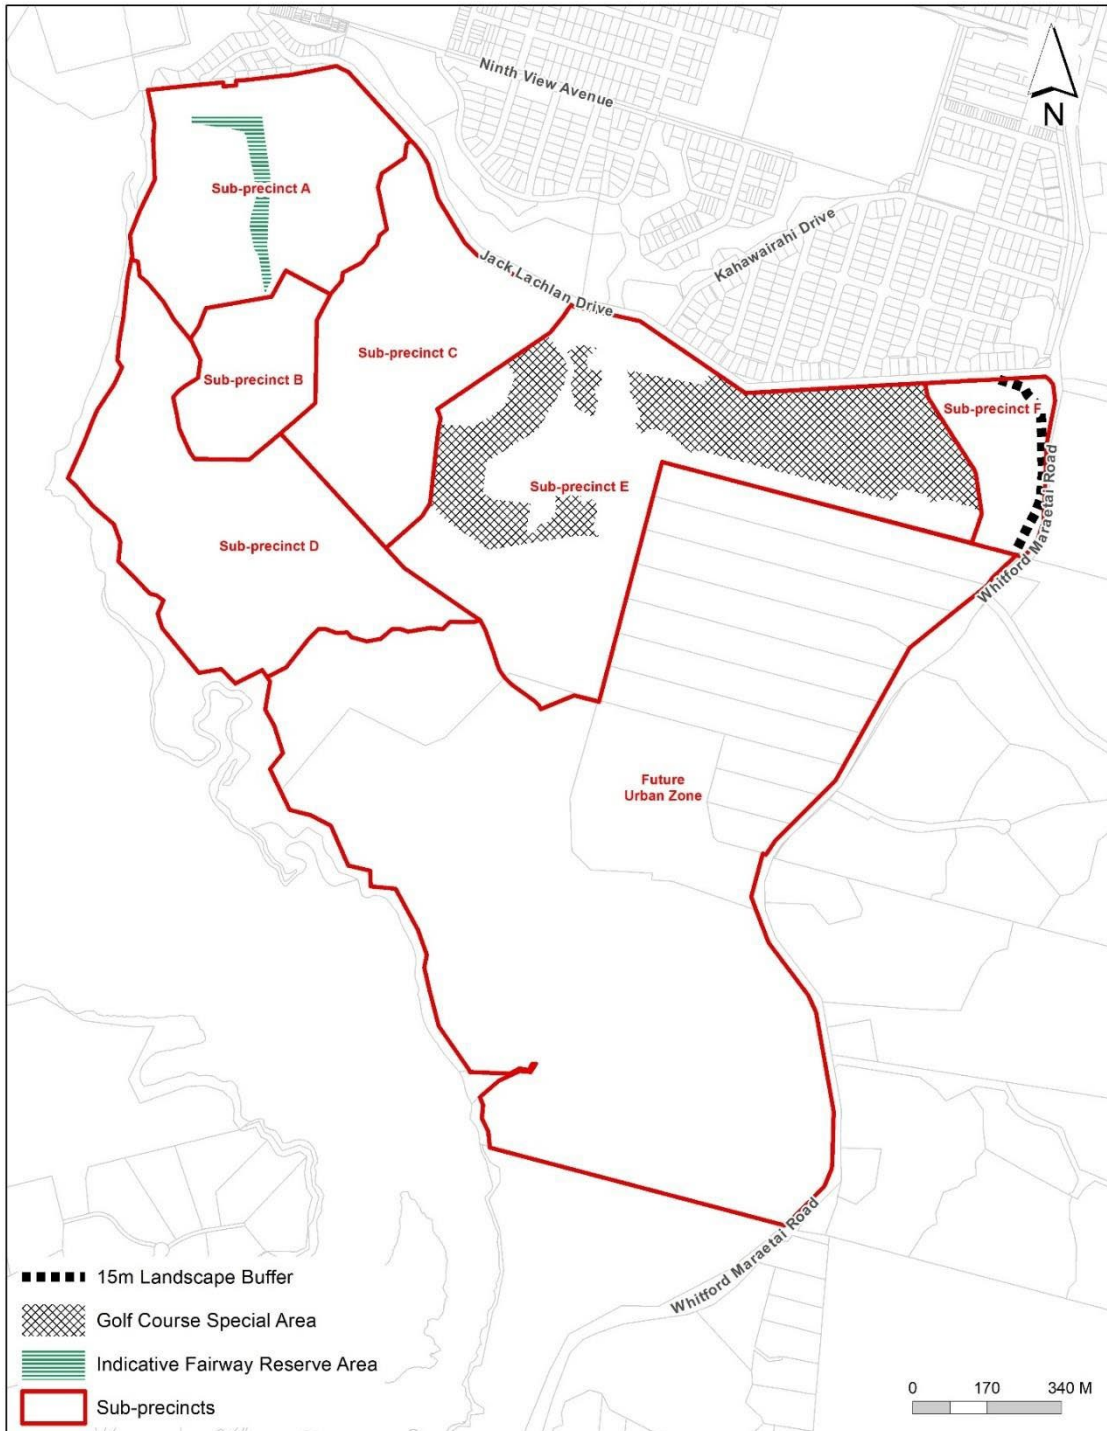 Ninth View Avenue
N
Sub-precinct A
Kahawairahi Drive
Jack Lachlan Drive
Sub-precinct C
Sub-precinct B
Sub-precinct F
Sub-precinct E
Whitford Maraetai Road
Sub-precinct D
Future
Urban Zone
Whitford Maraetai Road
15m Landscape Buffer
Golf Course Special Area
Indicative Fairway Reserve Area
Sub-precincts
0 170 340 M